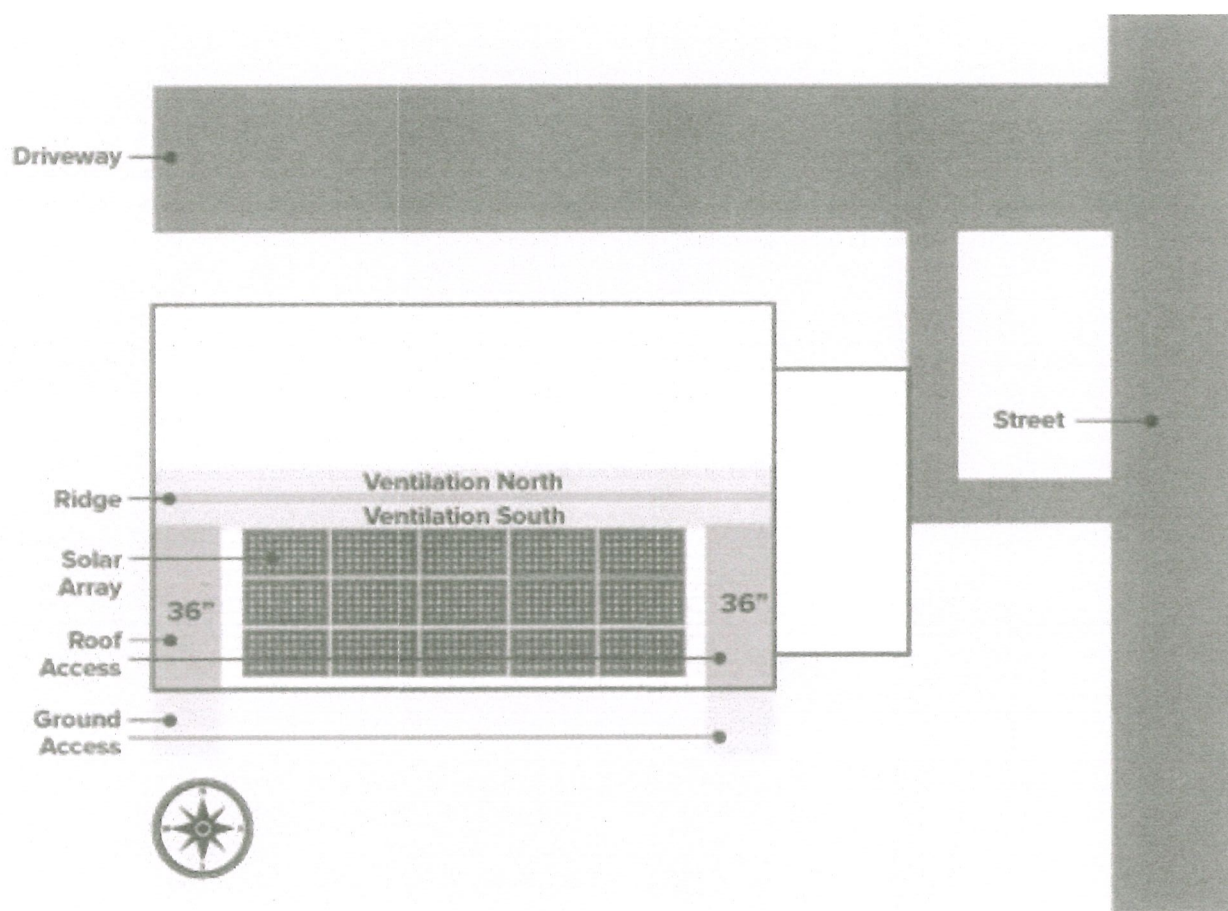 Driveway
Street
Ventilation North
Ridge
Ventilation South
Solar
Array
36”
36”
Roof
Access
Ground
Access